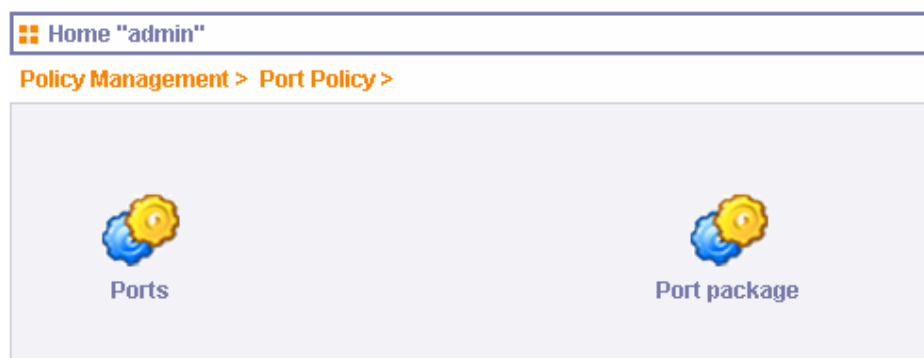 Home "admin"
Policy Management > Port Policy >
Ports
Port package